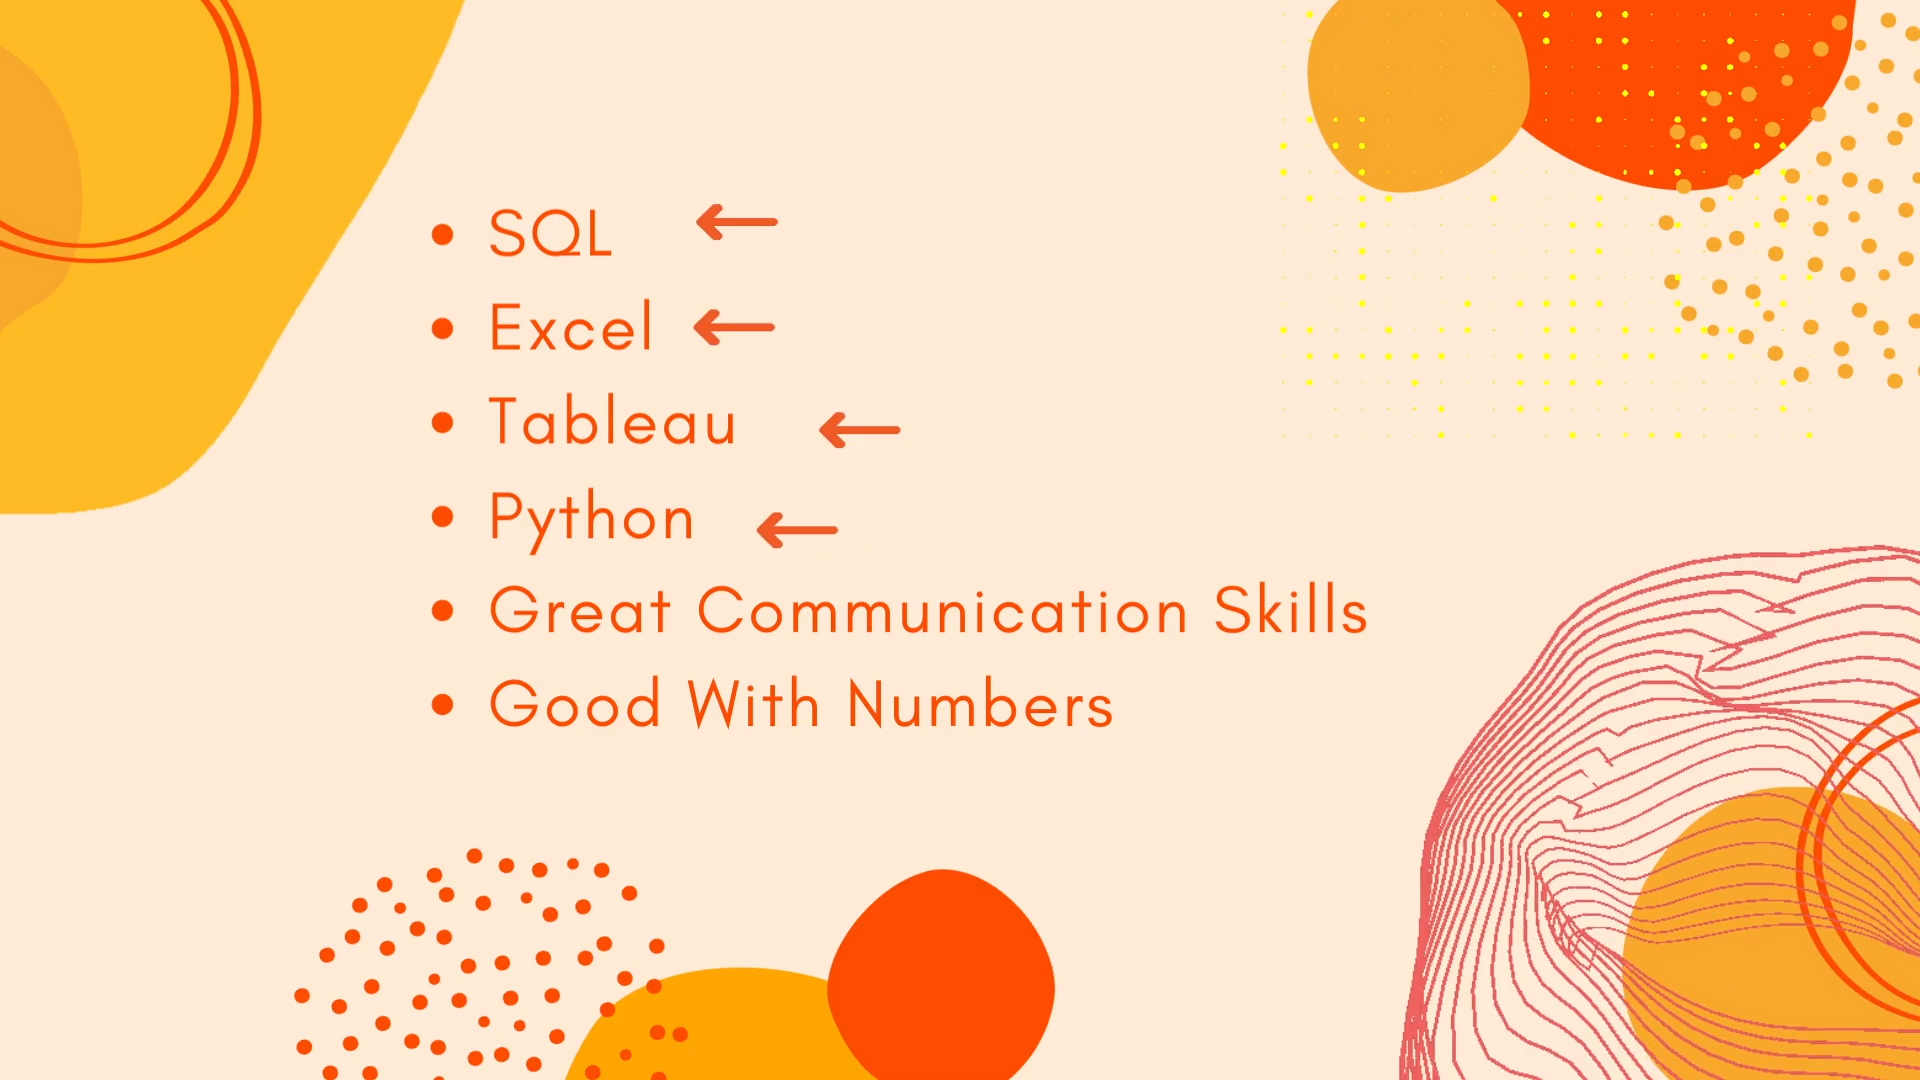 SQL
Excel
Tableau
Python
Great Communication Skills
Good With Numbers